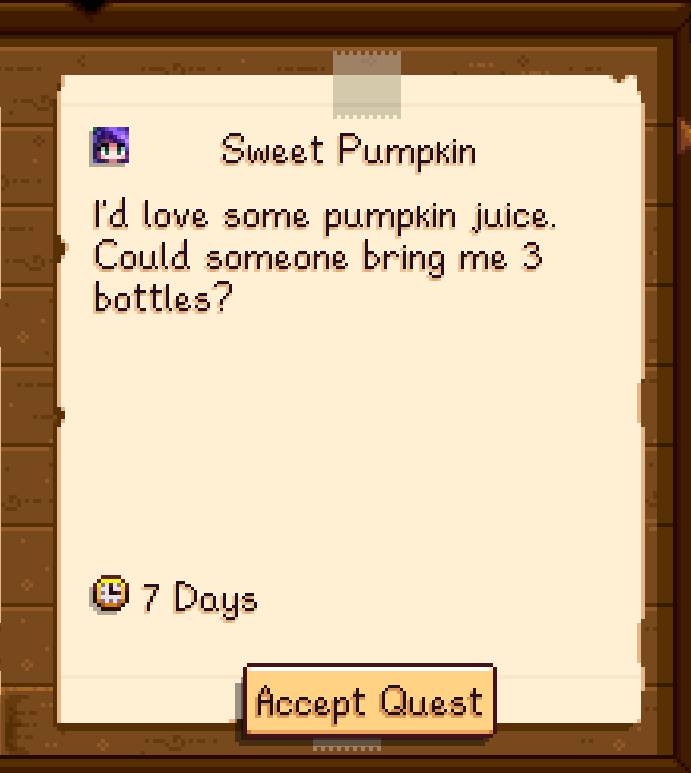 Sweet Pumpkin
I'd love some pumpkin juice.
Could someone bring me 3
bottles?
7 Days
Accept Quest